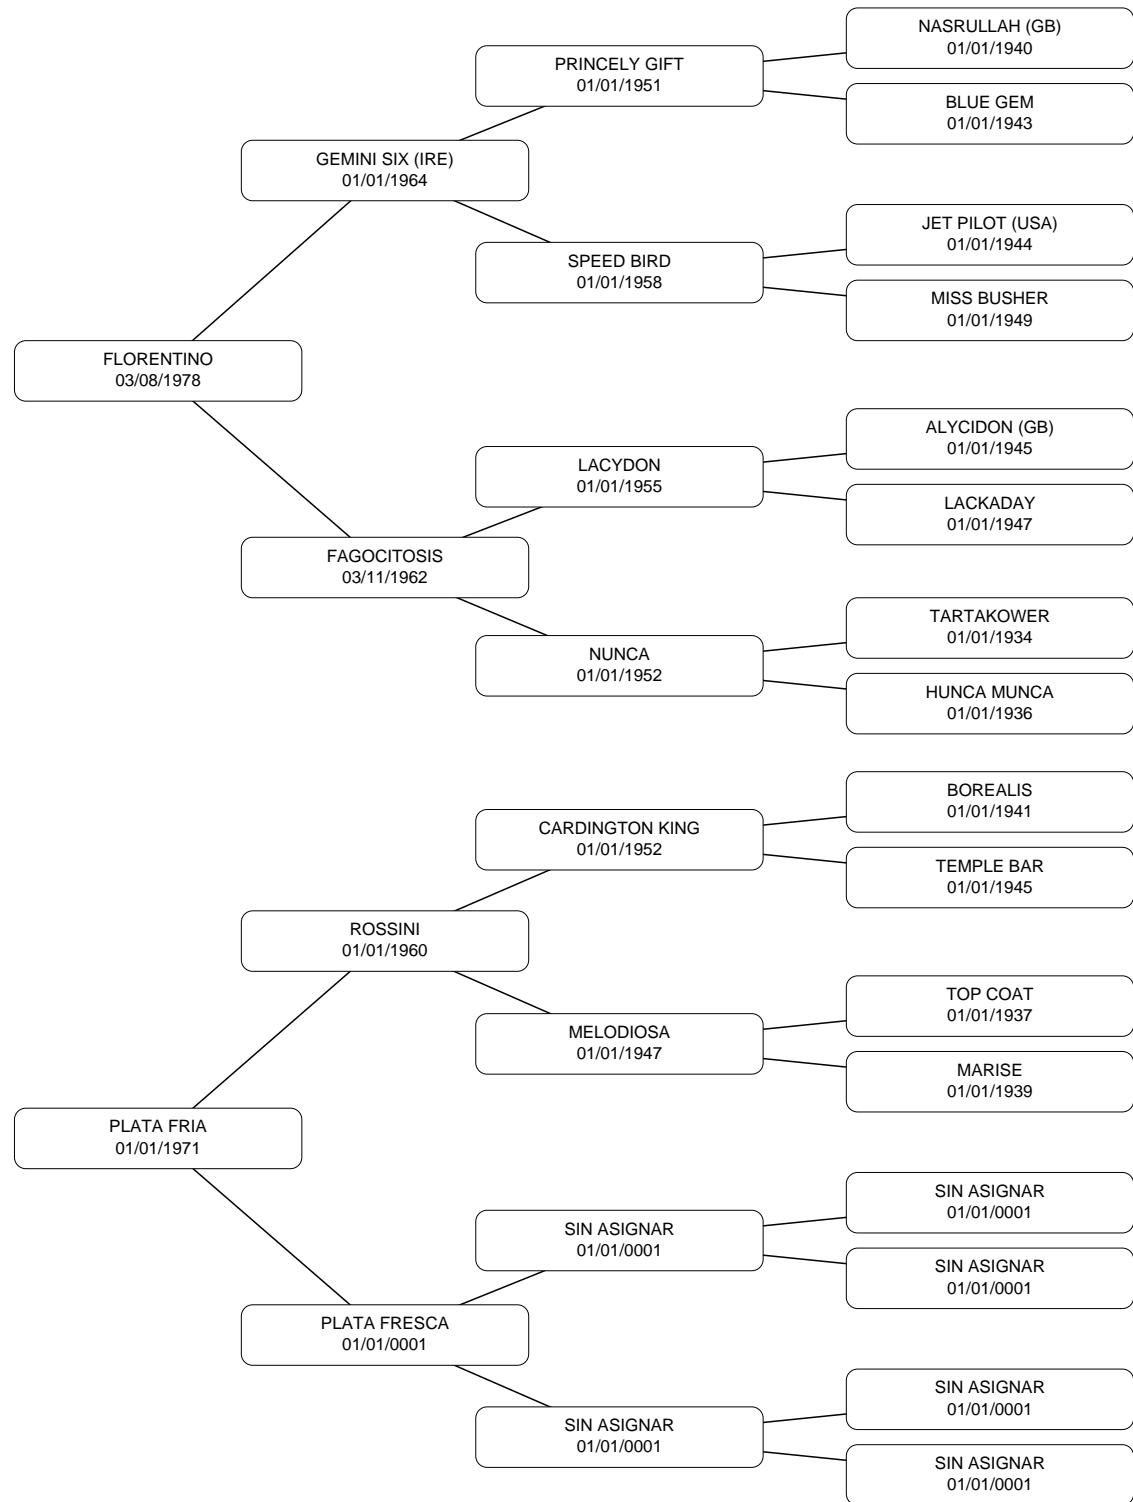 NASRULLAH (GB)
01/01/1940
PRINCELY GIFT
01/01/1951
BLUE GEM
01/01/1943
GEMINI SIX (IRE)
01/01/1964
JET PILOT (USA)
01/01/1944
SPEED BIRD
01/01/1958
MISS BUSHER
01/01/1949
FLORENTINO
03/08/1978
ALYCIDON (GB)
01/01/1945
LACYDON
01/01/1955
LACKADAY
01/01/1947
FAGOCITOSIS
03/11/1962
TARTAKOWER
01/01/1934
NUNCA
01/01/1952
HUNCA MUNCA
01/01/1936
BOREALIS
01/01/1941
CARDINGTON KING
01/01/1952
TEMPLE BAR
01/01/1945
ROSSINI
01/01/1960
TOP COAT
01/01/1937
MELODIOSA
01/01/1947
MARISE
01/01/1939
PLATA FRIA
01/01/1971
SIN ASIGNAR
01/01/0001
SIN ASIGNAR
01/01/0001
SIN ASIGNAR
01/01/0001
PLATA FRESCA
01/01/0001
SIN ASIGNAR
01/01/0001
SIN ASIGNAR
01/01/0001
SIN ASIGNAR
01/01/0001